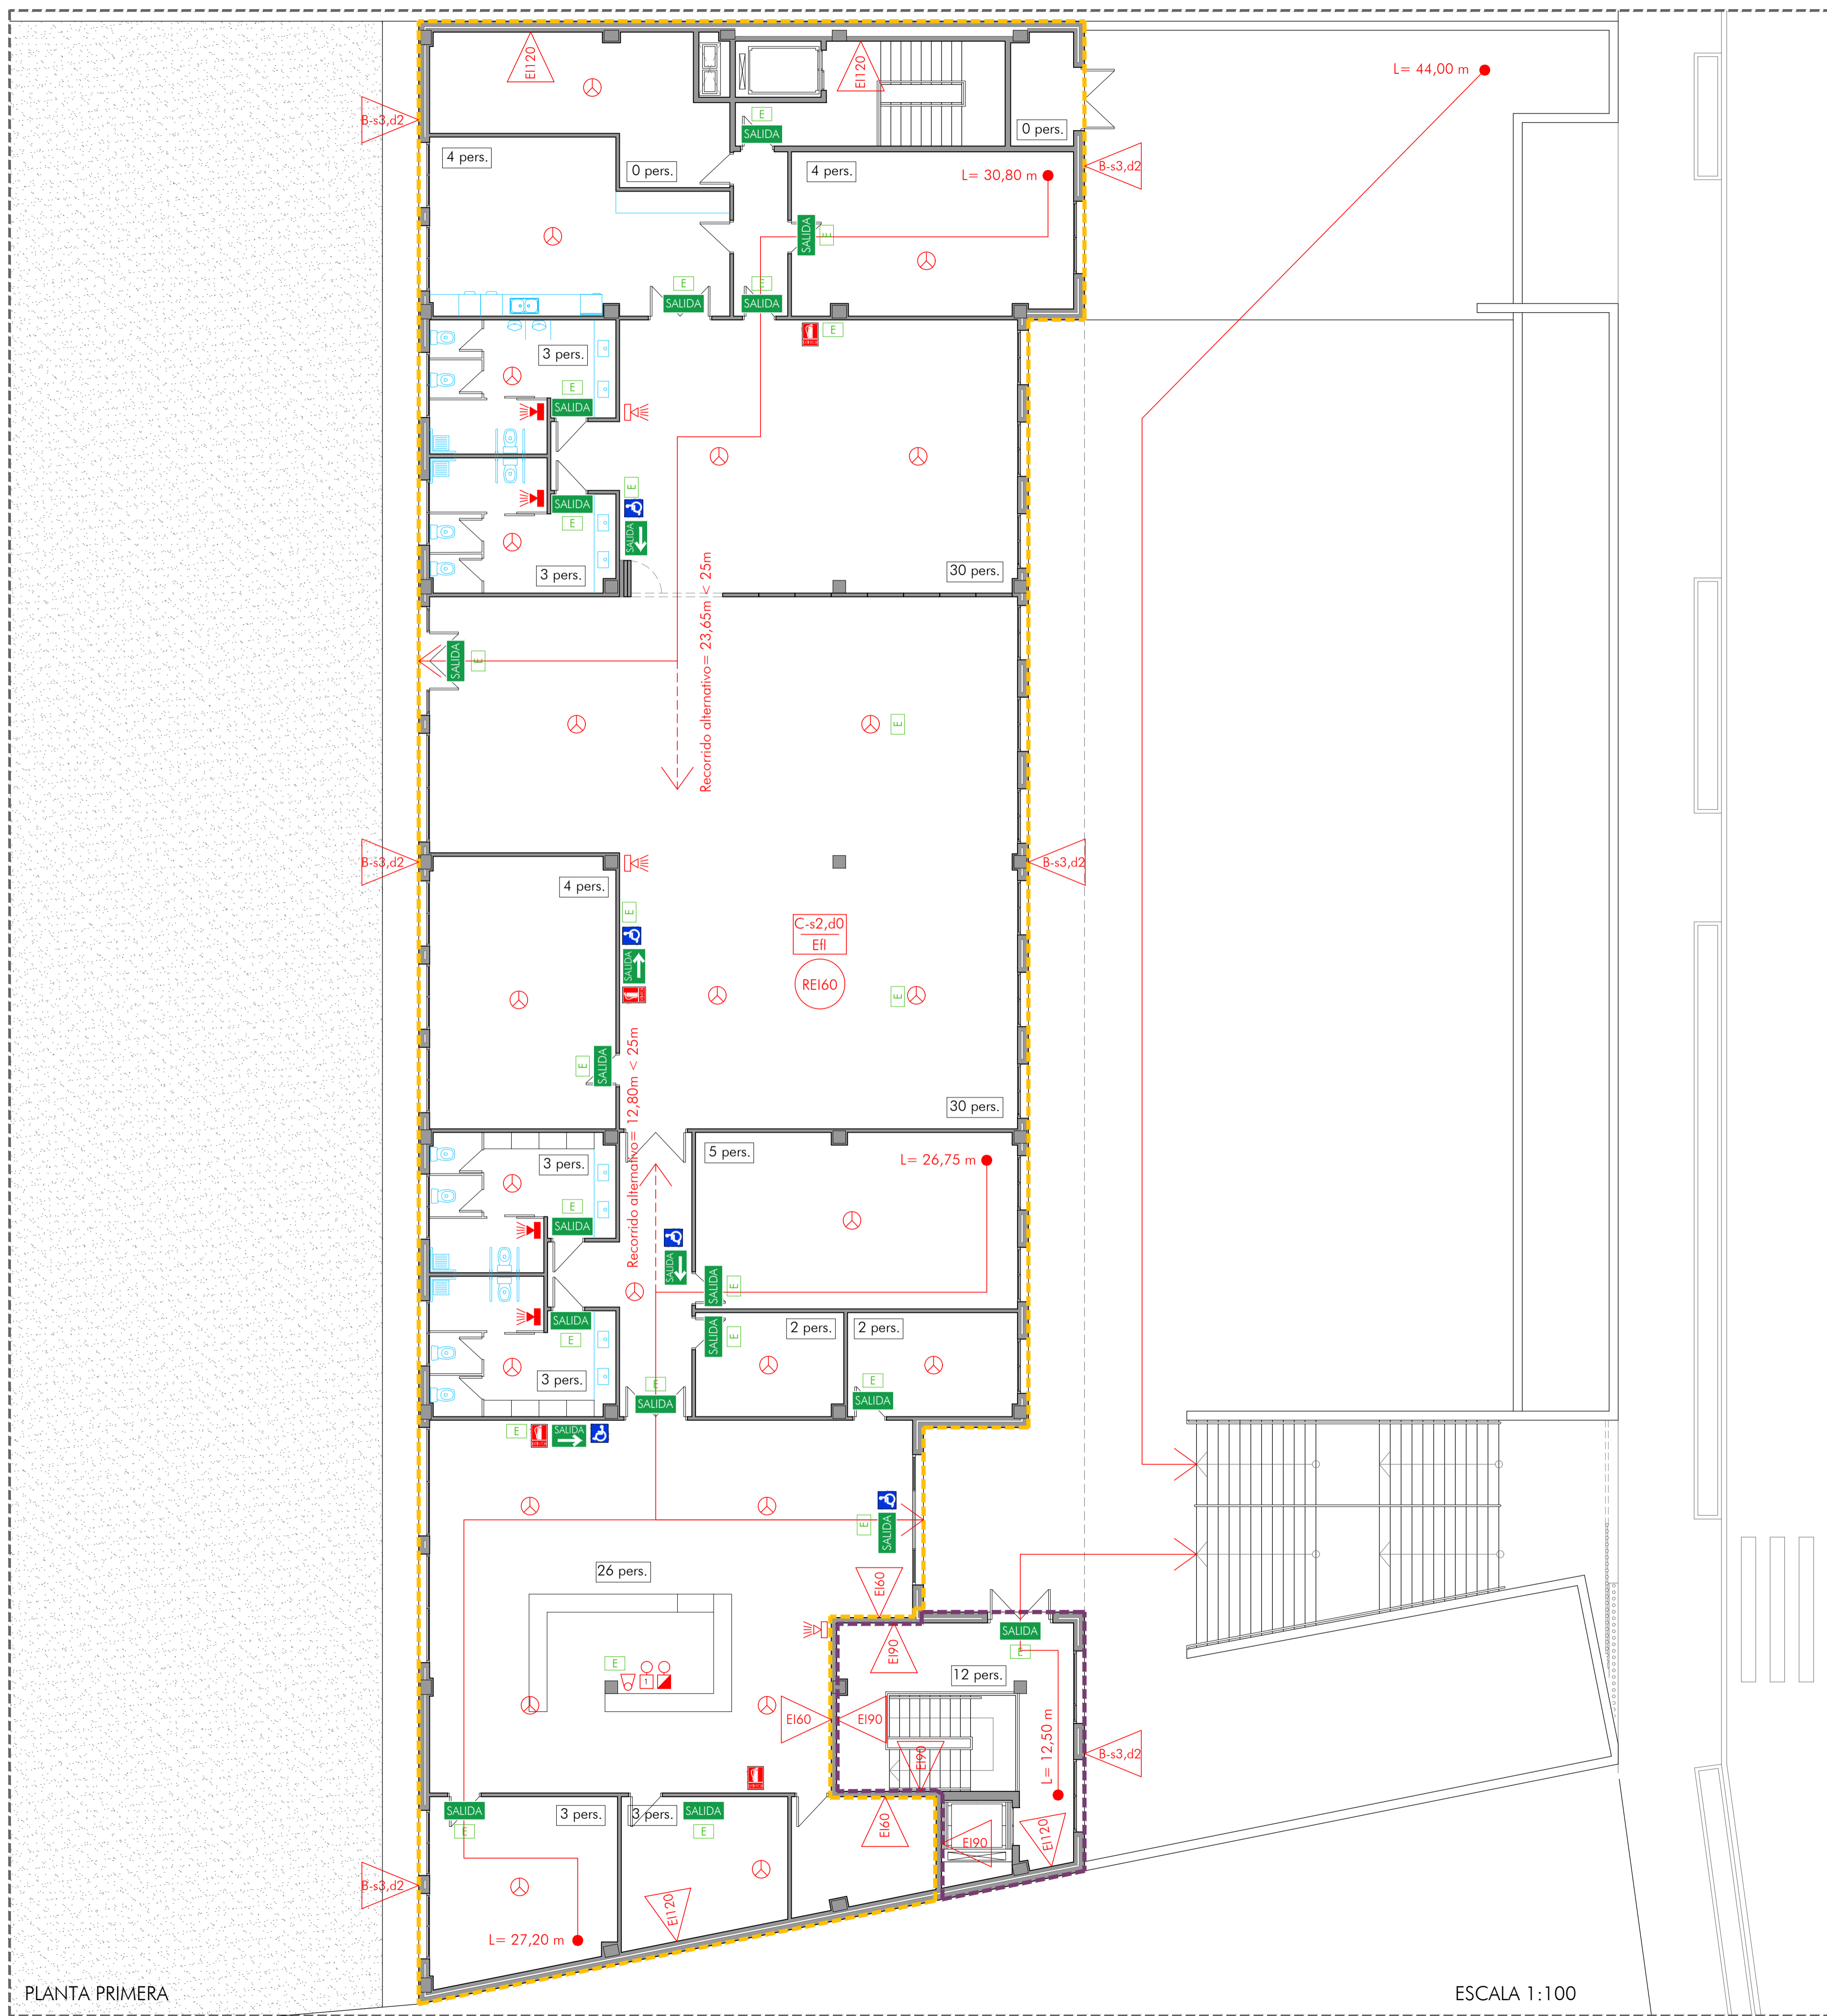 EI120
EI120
L= 44,00 m
B-s3,d2
E
SALIDA
0 pers.
4 pers.
0 pers.
4 pers.
L= 30,80 m
B-s3,d2
SALIDA
E
E
SALIDA
E
SALIDA
E
3 pers.
E
SALIDA
E
SALIDA
E
SALIDA
3 pers.
30 pers.
Recorrido alternativo= 23,65m < 25m
SALIDA
E
E
B-s3,d2
B-s3,d2
4 pers.
E
SALIDA
C-s2,d0
Efl
REI60
E
E
SALIDA
Recorrido alternativo= 12,80m < 25m
30 pers.
3 pers.
5 pers.
L= 26,75 m
E
SALIDA
SALIDA
SALIDA
E
SALIDA
E
SALIDA
E
2 pers.
2 pers.
3 pers.
E
SALIDA
E
SALIDA
E
SALIDA
SALIDA
E
26 pers.
EI60
EI90
SALIDA
E
12 pers.
E
1
EI60
EI90
EI90
L= 12,50 m
B-s3,d2
SALIDA
E
3 pers.
3 pers.
SALIDA
E
EI60
EI90
EI120
B-s3,d2
EI120
L= 27,20 m
PLANTA PRIMERA
ESCALA 1:100